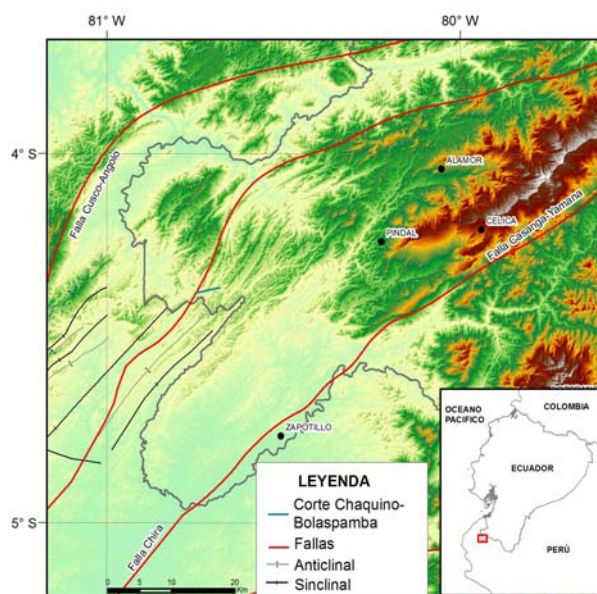 81° W
80° W
4° S
5° S
Falla Cusco-Angolo
ALAMOR
CELICA
PINDAL
Falla Casanga-Yamana
ZAPOTILLO
Falla Chira
LEYENDA
Corte Chaquino-
Bolaspamba
Fallas
Anticlinal
Sinclinal
0 5 10 20
Km
OCEANO
PACIFICO
COLOMBIA
ECUADOR
PERÚ